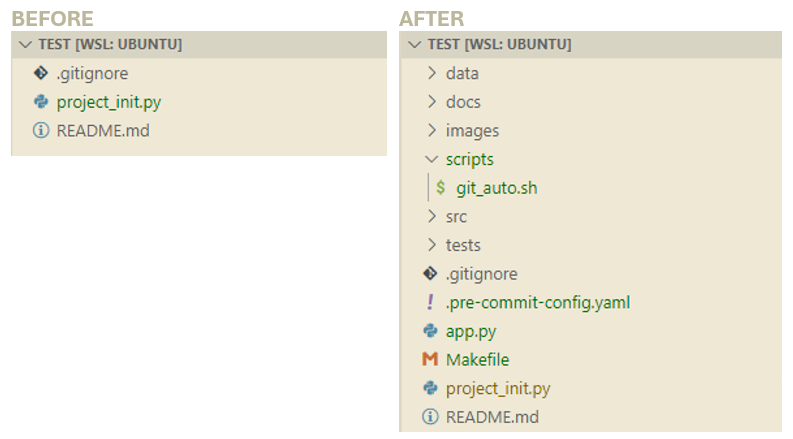 BEFORE
TEST [WSL: UBUNTU]
.gitignore
project_init.py
README.md
AFTER
TEST [WSL: UBUNTU]
data
docs
images
scripts
$ git_auto.sh
src
tests
.gitignore
! .pre-commit-config.yaml
app.py
M Makefile
project_init.py
README.md